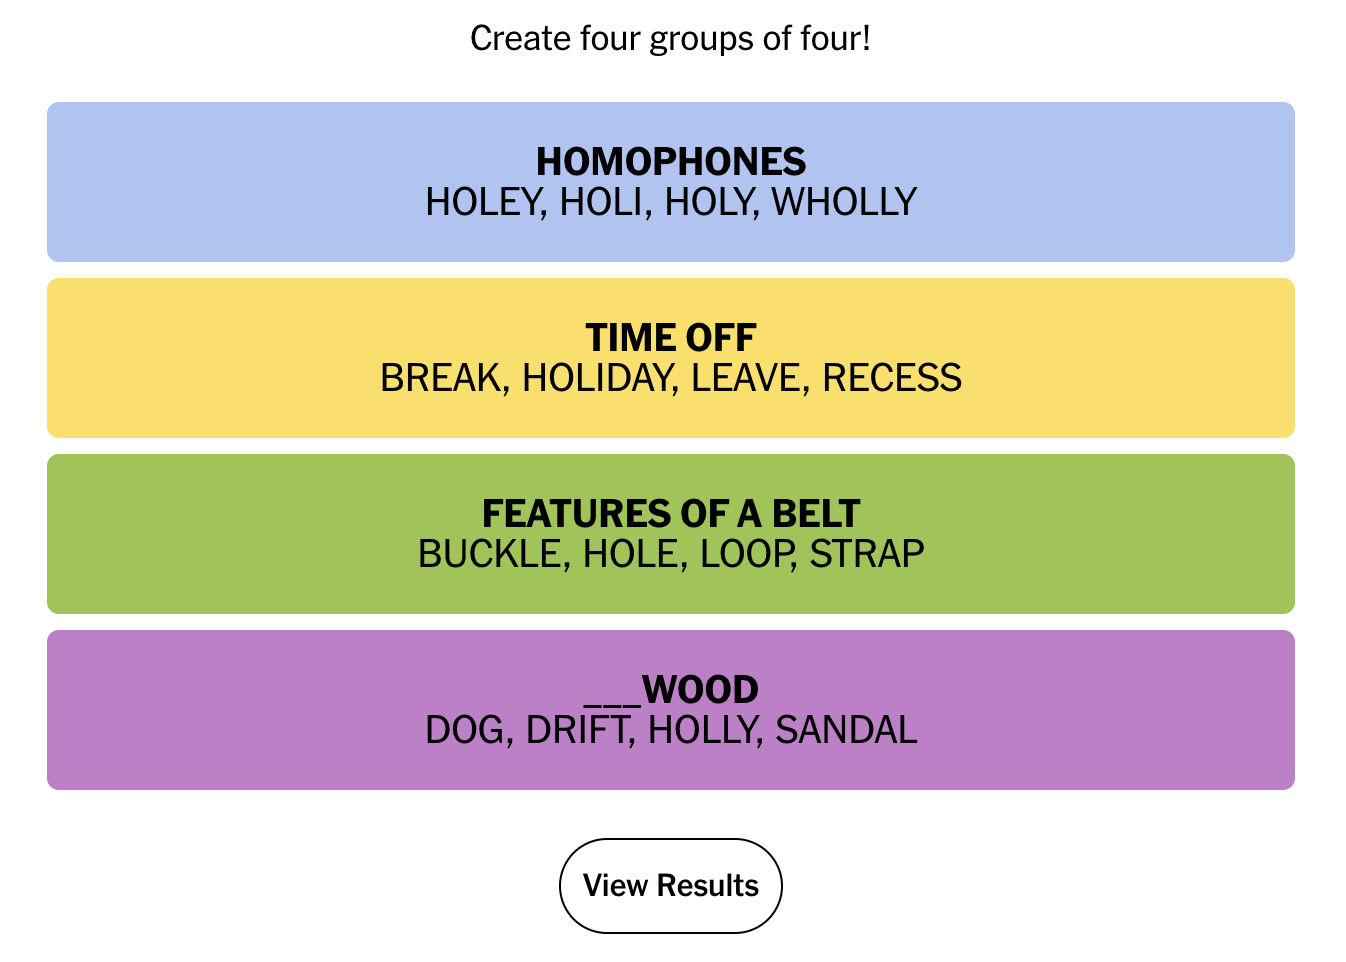 Create four groups of four!
HOMOPHONES
HOLEY, HOLI, HOLY, WHOLLY
TIME OFF
BREAK, HOLIDAY, LEAVE, RECESS
FEATURES OF A BELT
BUCKLE, HOLE, LOOP, STRAP
___WOOD
DOG, DRIFT, HOLLY, SANDAL
View Results